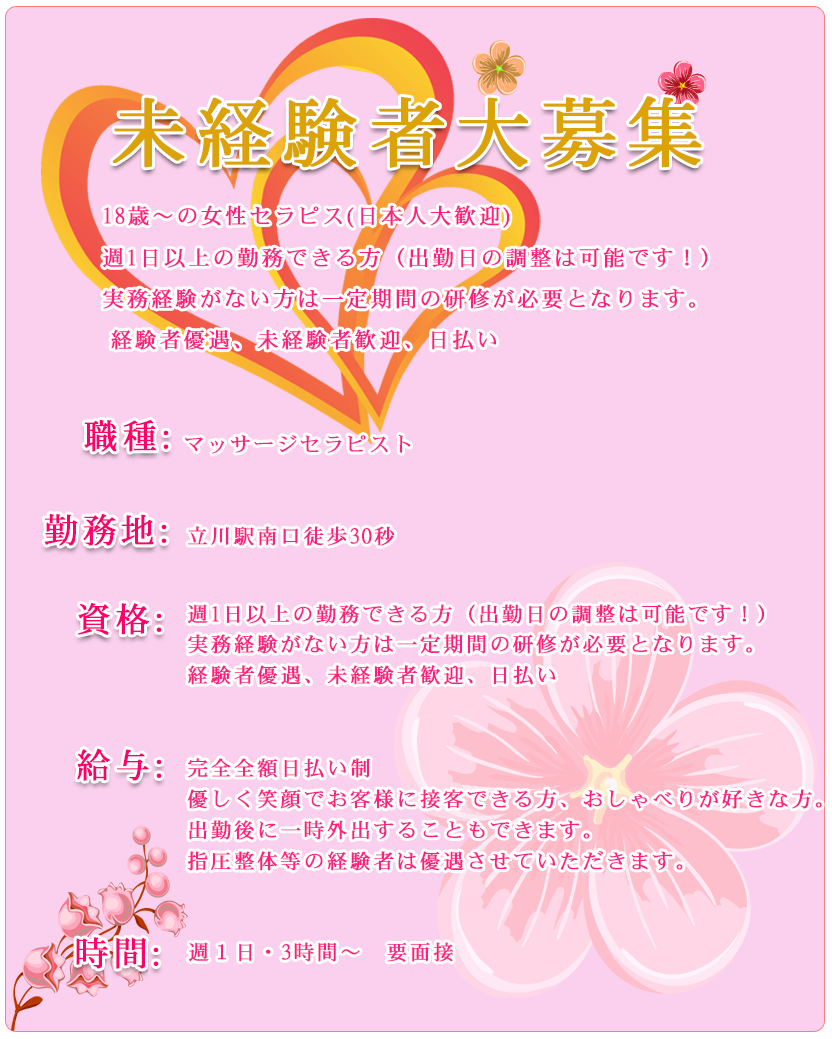 未経験者大募集
18歳～の女性セラピス(日本人大歓迎)
週1日以上の勤務できる方（出勤日の調整は可能です！）
実務経験がない方は一定期間の研修が必要となります。
経験者優遇、未経験者歓迎、日払い
職種: マッサージセラピスト
勤務地: 立川駅南口徒歩30秒
資格: 週1日以上の勤務できる方（出勤日の調整は可能です！）
実務経験がない方は一定期間の研修が必要となります。
経験者優遇、未経験者歓迎、日払い
給与: 完全全額日払い制
優しく笑顔でお客様に接客できる方、おしゃべりが好きな方。
出勤後に一時外出することもできます。
指圧整体等の経験者は優遇させていただきます。
時間: 週１日・3時間～　要面接